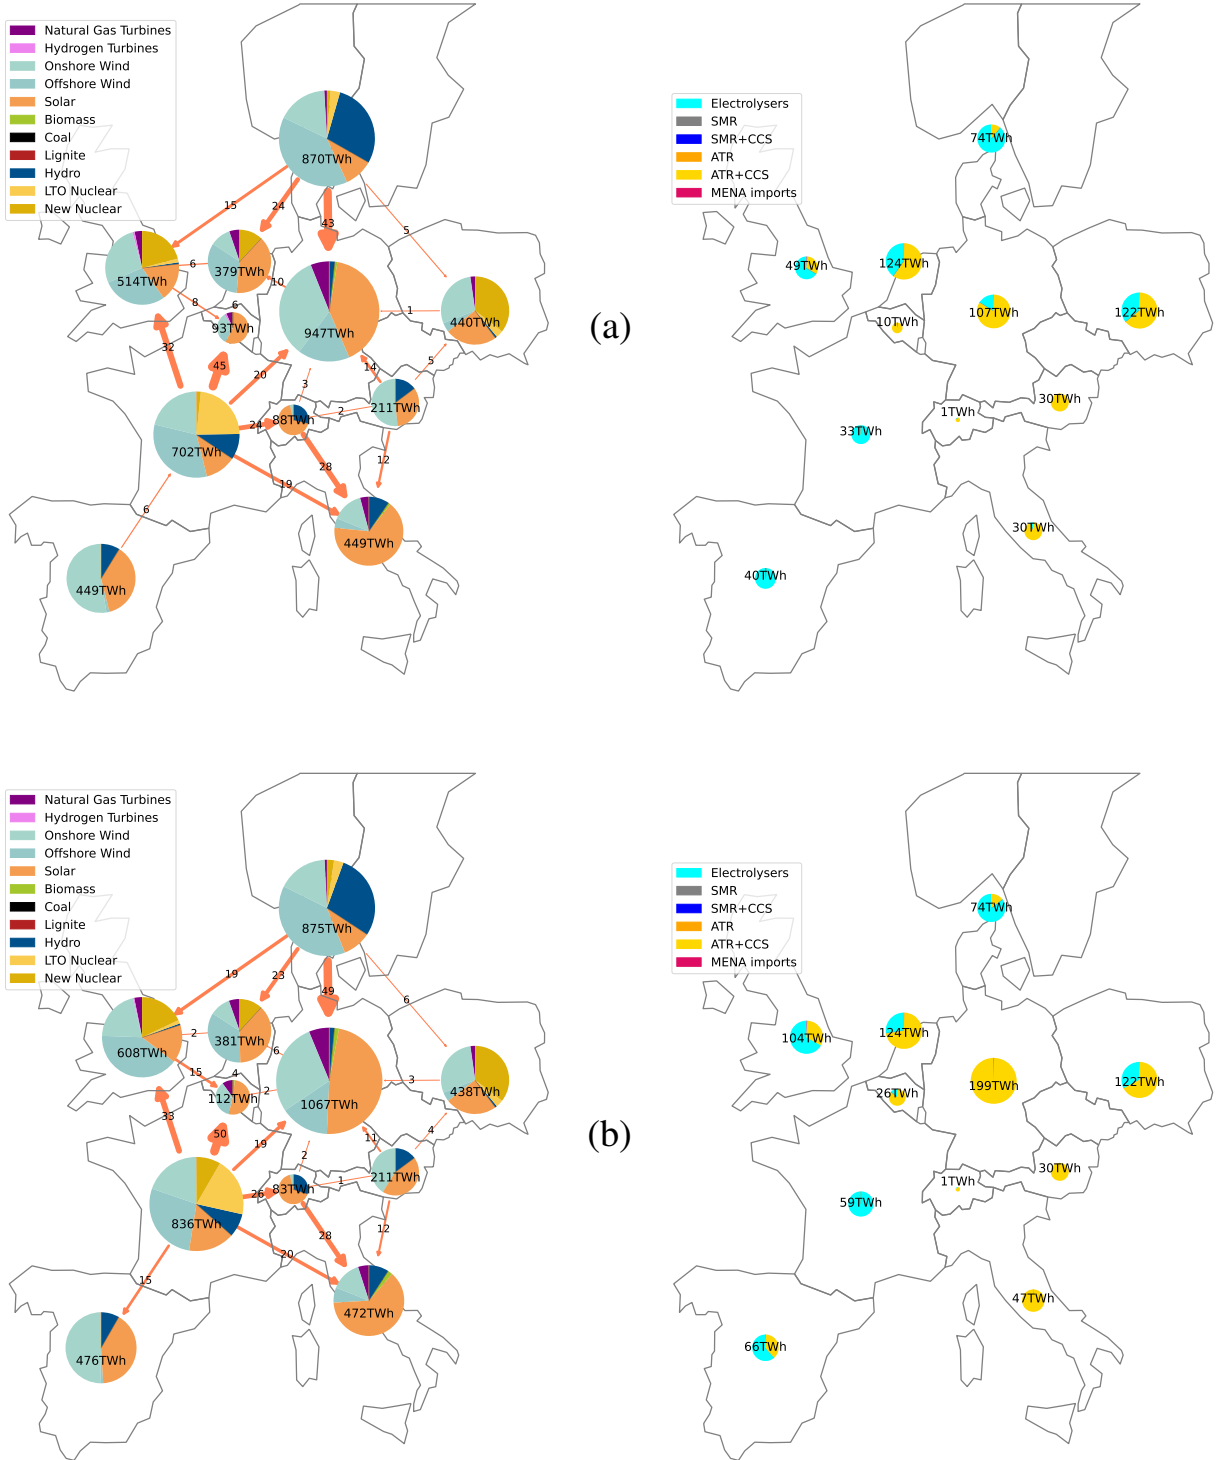 Natural Gas Turbines
Hydrogen Turbines
Onshore Wind
Offshore Wind
Solar
Biomass
Coal
Lignite
Hydro
LTO Nuclear
New Nuclear
870TWh
15
24
43
5
514TWh
6
379TWh
10
8
6
93TWh
947TWh
1
440TWh
32
45
20
3
14
5
211TWh
24
88TWh
2
702TWh
28
12
19
6
449TWh
449TWh
Electrolysers
SMR
SMR+CCS
ATR
ATR+CCS
MENA imports
74TWh
49TWh
124TWh
10TWh
107TWh
122TWh
1TWh
30TWh
33TWh
30TWh
40TWh
(a)
Natural Gas Turbines
Hydrogen Turbines
Onshore Wind
Offshore Wind
Solar
Biomass
Coal
Lignite
Hydro
LTO Nuclear
New Nuclear
875TWh
19
23
49
6
608TWh
2
381TWh
6
15
4
2
112TWh
1067TWh
3
438TWh
33
50
19
2
11
4
211TWh
26
83TWh
1
836TWh
28
12
20
15
472TWh
476TWh
Electrolysers
SMR
SMR+CCS
ATR
ATR+CCS
MENA imports
74TWh
104TWh
124TWh
26TWh
199TWh
122TWh
1TWh
30TWh
59TWh
47TWh
66TWh
(b)